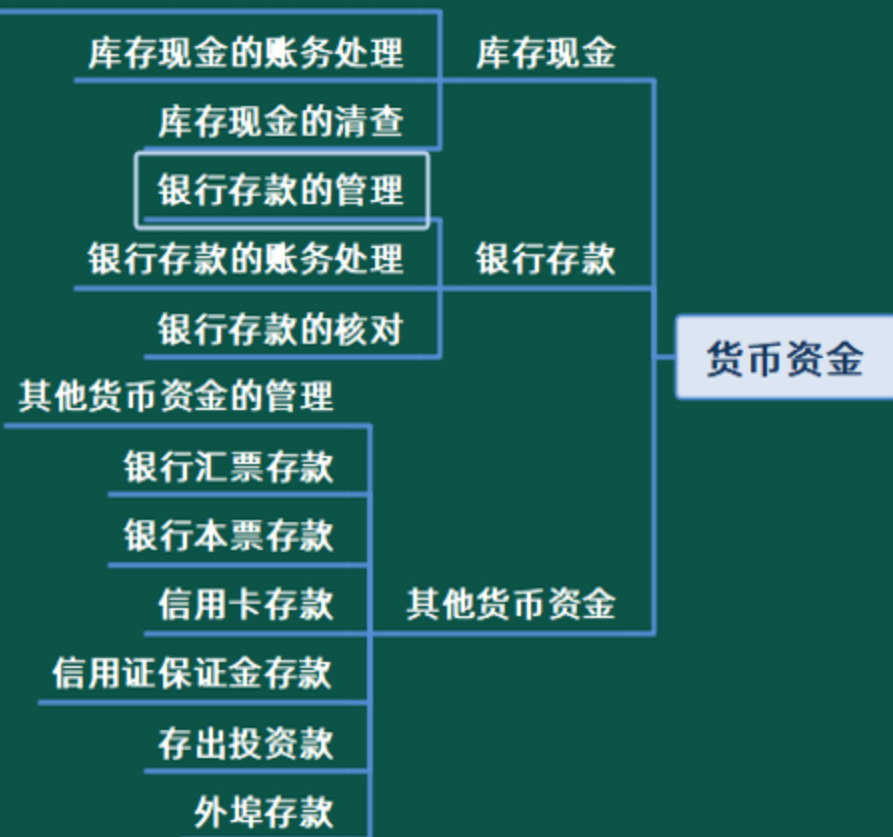 库存现金的账务处理
库存现金
库存现金的清查
银行存款的管理
银行存款的账务处理
银行存款
银行存款的核对
货币资金
其他货币资金的管理
银行汇票存款
银行本票存款
信用卡存款
其他货币资金
信用证保证金存款
存出投资款
外埠存款